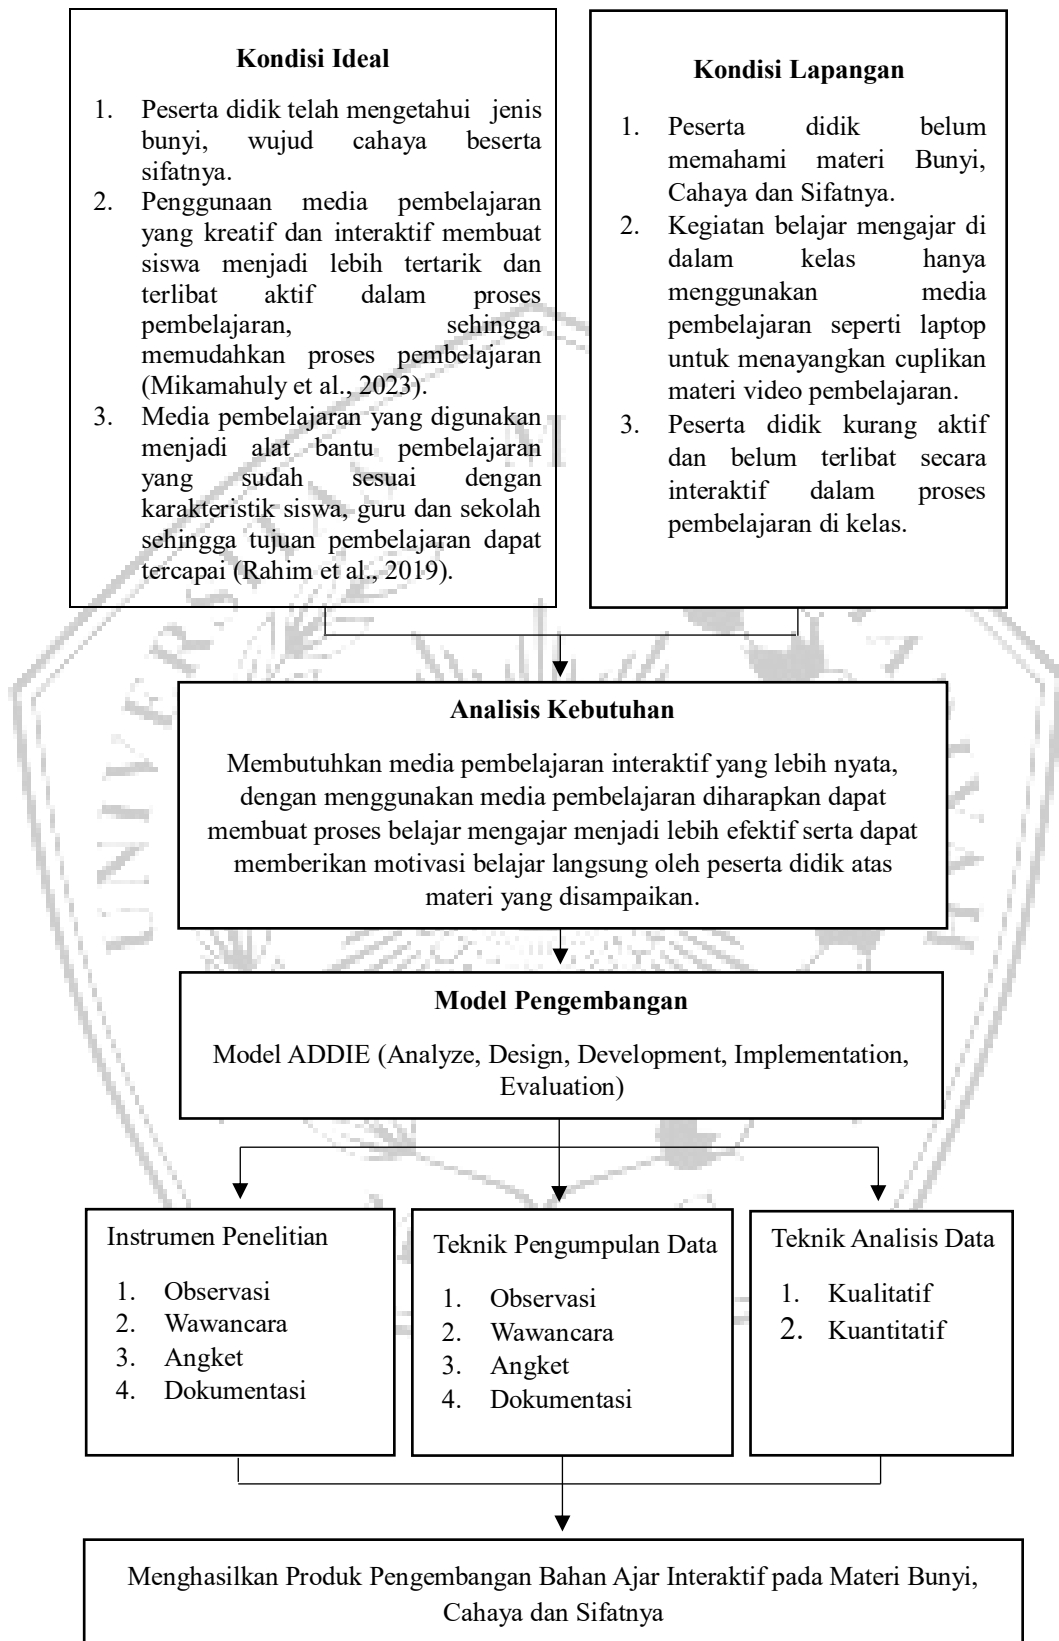 Kondisi Ideal
1. Peserta didik telah mengetahui jenis
bunyi, wujud cahaya beserta
sifatnya.
2. Penggunaan media pembelajaran
yang kreatif dan interaktif membuat
siswa menjadi lebih tertarik dan
terlibat aktif dalam proses
pembelajaran, sehingga
memudahkan proses pembelajaran
(Mikamahuly et al., 2023).
3. Media pembelajaran yang digunakan
menjadi alat bantu pembelajaran
yang sudah sesuai dengan
karakteristik siswa, guru dan sekolah
sehingga tujuan pembelajaran dapat
tercapai (Rahim et al., 2019).
Kondisi Lapangan
1. Peserta didik belum
memahami materi Bunyi,
Cahaya dan Sifatnya.
2. Kegiatan belajar mengajar di
dalam kelas hanya
menggunakan media
pembelajaran seperti laptop
untuk menayangkan cuplikan
materi video pembelajaran.
3. Peserta didik kurang aktif
dan belum terlibat secara
interaktif dalam proses
pembelajaran di kelas.
Analisis Kebutuhan
Membutuhkan media pembelajaran interaktif yang lebih nyata,
dengan menggunakan media pembelajaran diharapkan dapat
membuat proses belajar mengajar menjadi lebih efektif serta dapat
memberikan motivasi belajar langsung oleh peserta didik atas
materi yang disampaikan.
Model Pengembangan
Model ADDIE (Analyze, Design, Development, Implementation,
Evaluation)
Instrumen Penelitian
1. Observasi
2. Wawancara
3. Angket
4. Dokumentasi
Teknik Pengumpulan Data
1. Observasi
2. Wawancara
3. Angket
4. Dokumentasi
Teknik Analisis Data
1. Kualitatif
2. Kuantitatif
Menghasilkan Produk Pengembangan Bahan Ajar Interaktif pada Materi Bunyi,
Cahaya dan Sifatnya
UNIVERSITAS